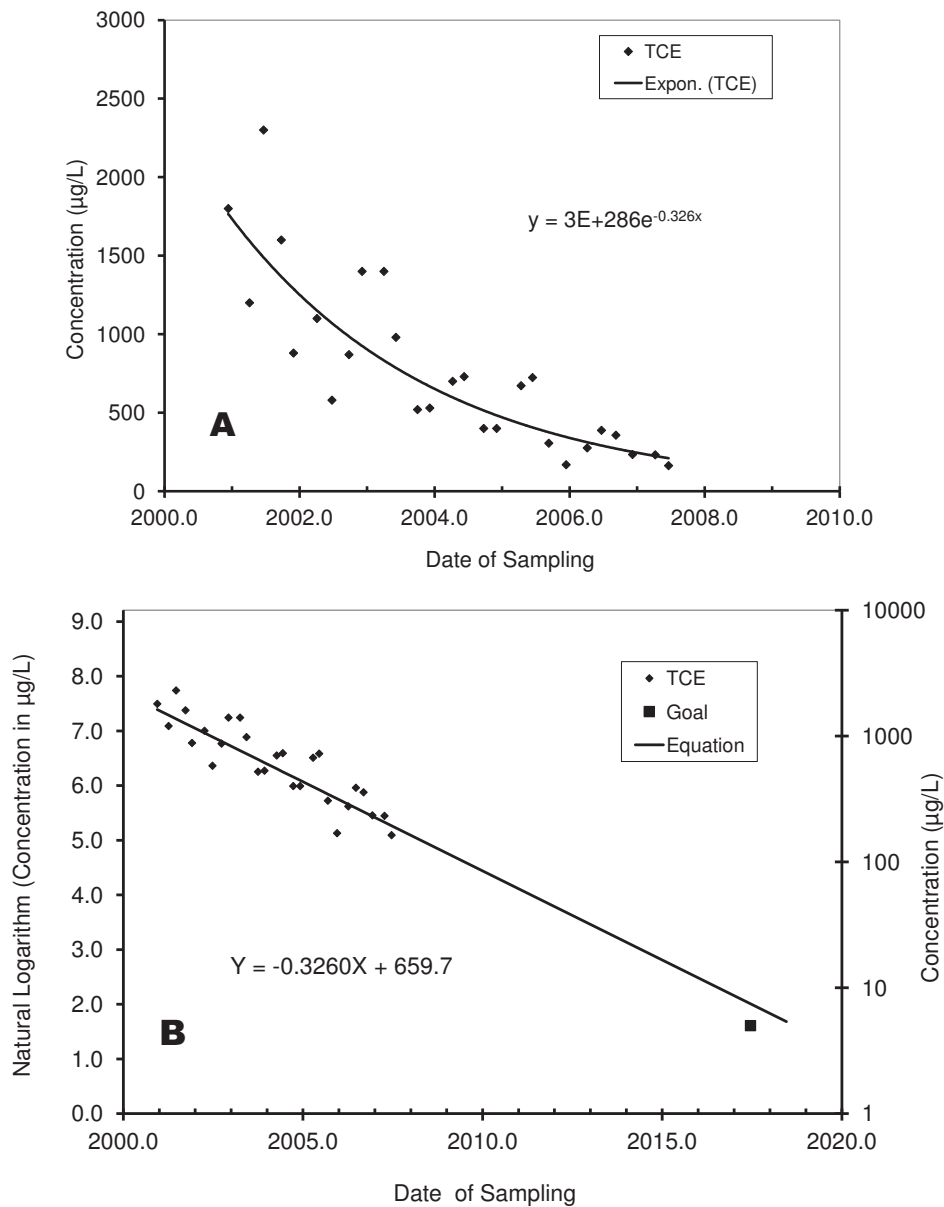 3000
2500
2000
1500
1000
500
0
Concentration (µg/L)
TCE
Expon. (TCE)
y = 3E+286e-0.326x
A
2000.0 2002.0 2004.0 2006.0 2008.0 2010.0
Date of Sampling
9.0
8.0
7.0
6.0
5.0
4.0
3.0
2.0
1.0
0.0
Natural Logarithm (Concentration in µg/L)
TCE
Goal
Equation
Y = -0.3260X + 659.7
B
10000
1000
100
10
1
Concentration (µg/L)
2000.0 2005.0 2010.0 2015.0 2020.0
Date of Sampling